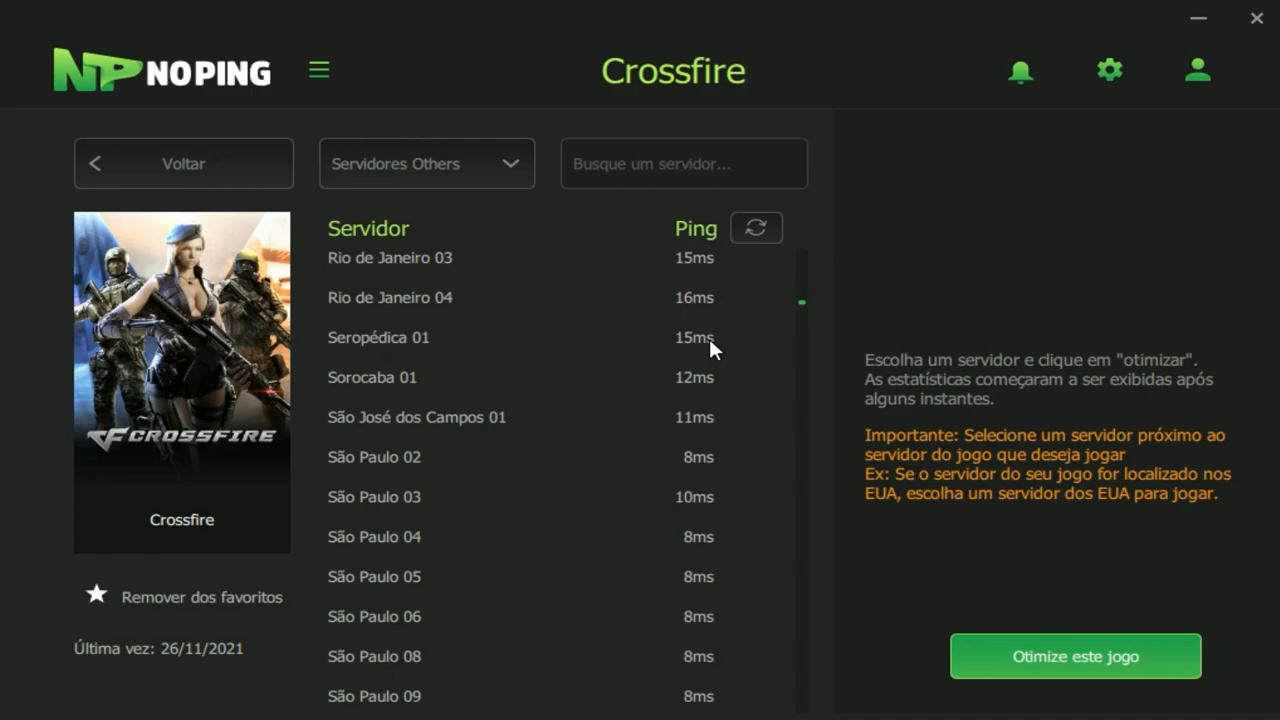 NP NOPING
Crossfire
Voltar
Servidores Others
Busque um servidor...
Servidor Ping
Rio de Janeiro 03 15ms
Rio de Janeiro 04 16ms
Seropédica 01 15ms
Sorocaba 01 12ms
São José dos Campos 01 11ms
São Paulo 02 8ms
São Paulo 03 10ms
São Paulo 04 8ms
São Paulo 05 8ms
São Paulo 06 8ms
São Paulo 08 8ms
São Paulo 09 8ms
CF CROSSFIRE
Crossfire
Remover dos favoritos
Última vez: 26/11/2021
Escolha um servidor e clique em "otimizar".
As estatísticas começaram a ser exibidas após
alguns instantes.
Importante: Selecione um servidor próximo ao
servidor do jogo que deseja jogar
Ex: Se o servidor do seu jogo for localizado nos
EUA, escolha um servidor dos EUA para jogar.
Otimize este jogo